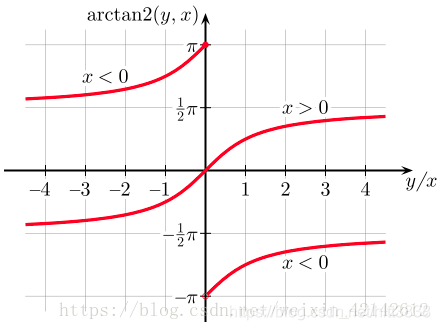 arctan2(y, x)
π
x < 0
½π
x > 0
−4 −3 −2 −1 1 2 3 4
y/x
−½π
x < 0
−π
https://blog.csdn.net/weixin_42142612